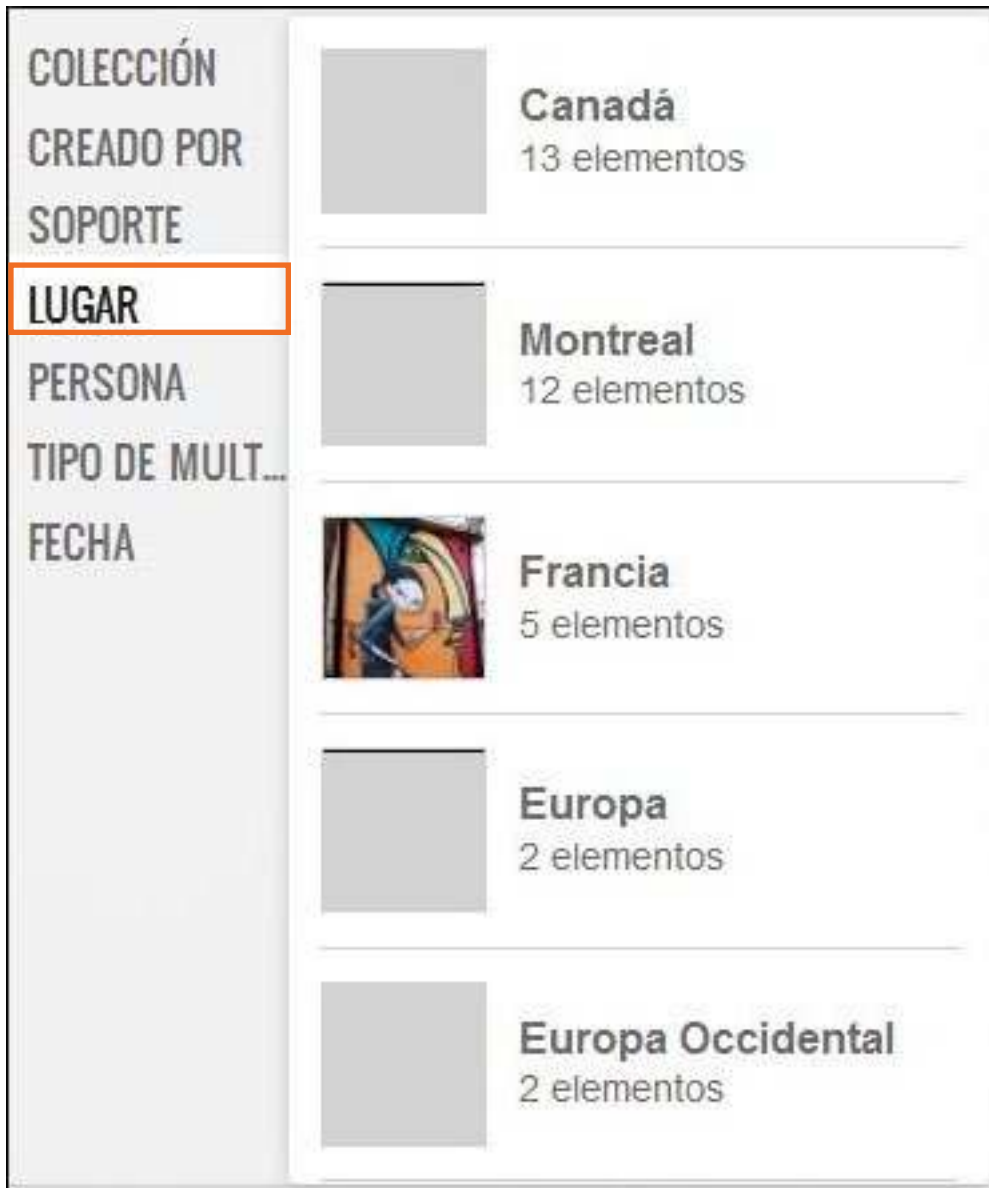 COLECCIÓN
CREADO POR
SOPORTE
LUGAR
PERSONA
TIPO DE MULT...
FECHA
Canadá
13 elementos
Montreal
12 elementos
Francia
5 elementos
Europa
2 elementos
Europa Occidental
2 elementos